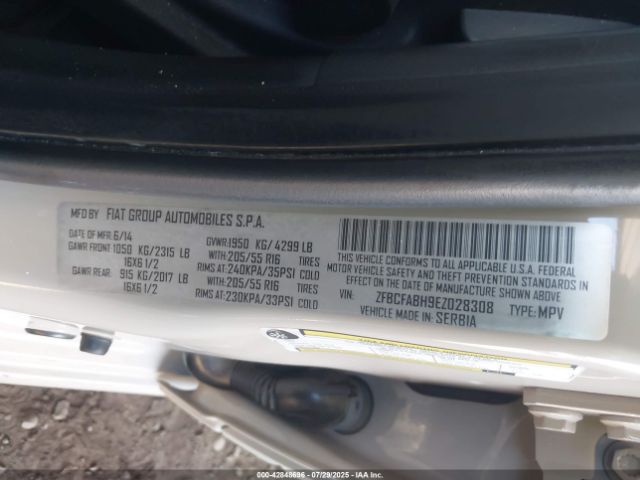 MFD BY: FIAT GROUP AUTOMOBILES S.P.A.
DATE OF MFR. 6/14 GVWR:1950 KG/ 4299 LB
GAWR FRONT 1050 KG/2315 LB WITH 205/55 R16 TIRES
16X6 1/2 RIMS AT: 240KPA/35PSI
GAWR REAR: 915 KG/2017 LB WITH 205/55 R16 TIRES
16X6 1/2 RIMS AT: 230KPA/33PSI
THIS VEHICLE CONFORMS TO ALL APPLICABLE U.S.A. FEDERAL
MOTOR VEHICLE SAFETY, BUMPER, AND THEFT PREVENTION STANDARDS IN
EFFECT ON THE DATE OF MANUFACTURE SHOWN ABOVE.
VIN: ZFBCFABH9EZ028308 TYPE: MPV
VEHICLE MADE IN: SERBIA
000-42848696 - 07/29/2025 - IAAI.COM